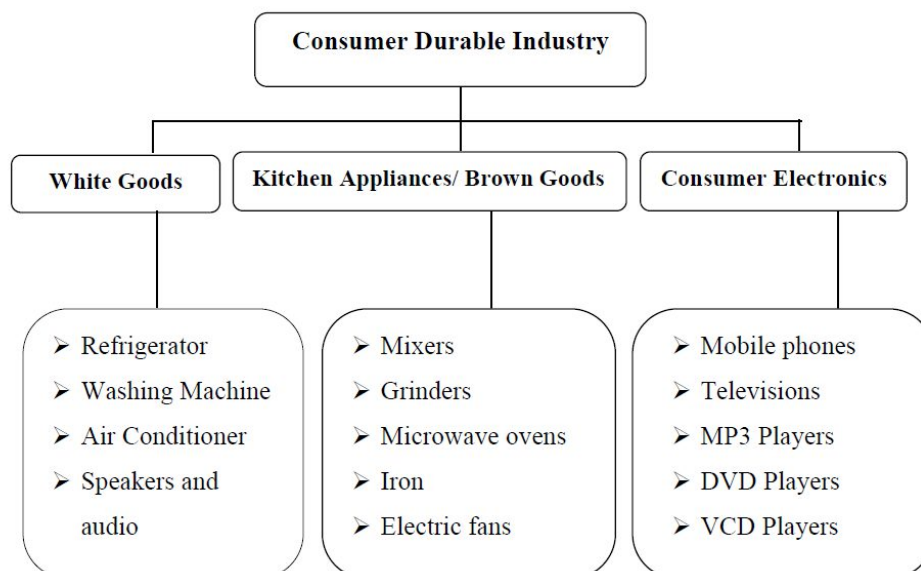 Consumer Durable Industry
White Goods
Kitchen Appliances/ Brown Goods
Consumer Electronics
➢ Refrigerator
➢ Washing Machine
➢ Air Conditioner
➢ Speakers and
audio
➢ Mixers
➢ Grinders
➢ Microwave ovens
➢ Iron
➢ Electric fans
➢ Mobile phones
➢ Televisions
➢ MP3 Players
➢ DVD Players
➢ VCD Players